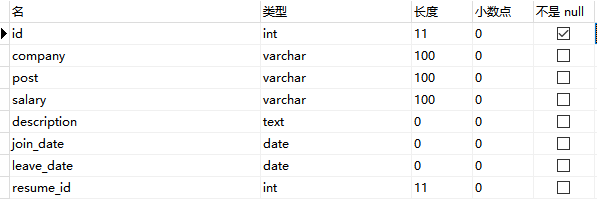 名 类型 长度 小数点 不是 null
id int 11 0
company varchar 100 0
post varchar 100 0
salary varchar 100 0
description text 0 0
join_date date 0 0
leave_date date 0 0
resume_id int 11 0